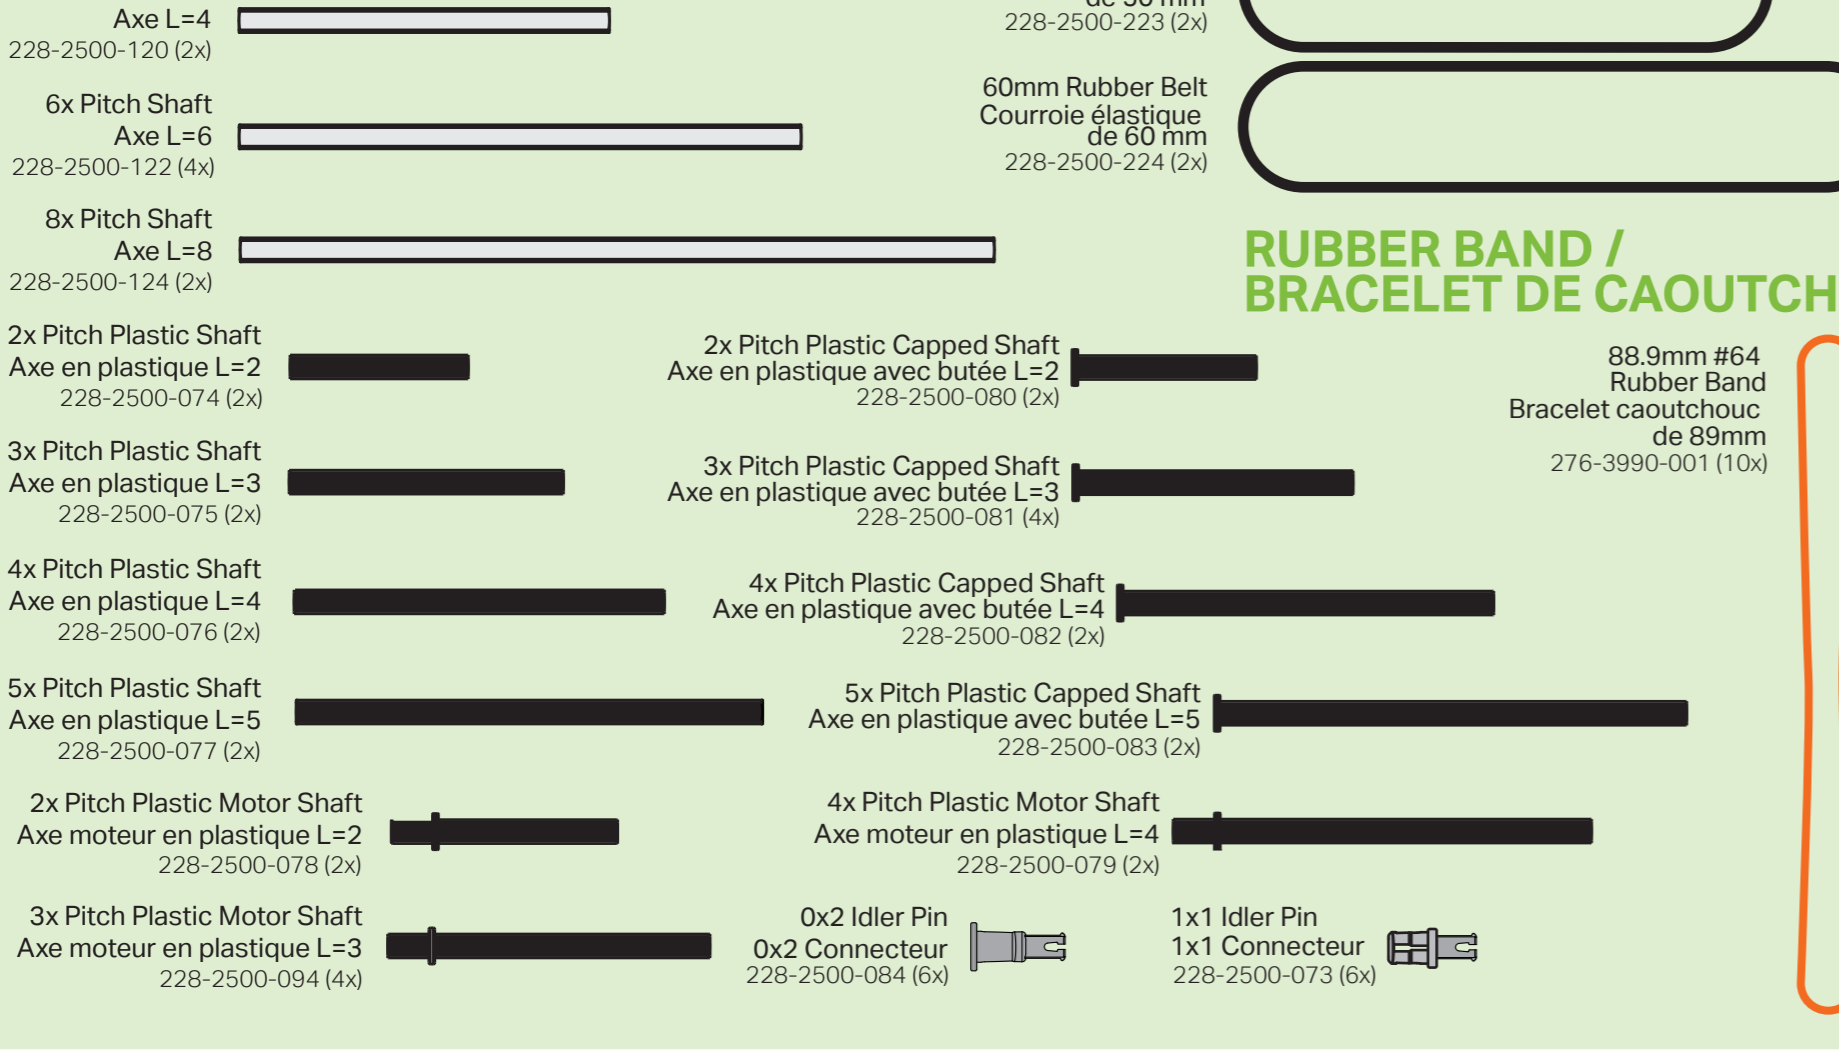 Axe L=4
228-2500-120 (2x)
6x Pitch Shaft
Axe L=6
228-2500-122 (4x)
8x Pitch Shaft
Axe L=8
228-2500-124 (2x)
2x Pitch Plastic Shaft
Axe en plastique L=2
228-2500-074 (2x)
3x Pitch Plastic Shaft
Axe en plastique L=3
228-2500-075 (2x)
4x Pitch Plastic Shaft
Axe en plastique L=4
228-2500-076 (2x)
5x Pitch Plastic Shaft
Axe en plastique L=5
228-2500-077 (2x)
2x Pitch Plastic Motor Shaft
Axe moteur en plastique L=2
228-2500-078 (2x)
3x Pitch Plastic Motor Shaft
Axe moteur en plastique L=3
228-2500-094 (4x)
2x Pitch Plastic Capped Shaft
Axe en plastique avec butée L=2
228-2500-080 (2x)
3x Pitch Plastic Capped Shaft
Axe en plastique avec butée L=3
228-2500-081 (4x)
4x Pitch Plastic Capped Shaft
Axe en plastique avec butée L=4
228-2500-082 (2x)
5x Pitch Plastic Capped Shaft
Axe en plastique avec butée L=5
228-2500-083 (2x)
4x Pitch Plastic Motor Shaft
Axe moteur en plastique L=4
228-2500-079 (2x)
0x2 Idler Pin
0x2 Connecteur
228-2500-084 (6x)
1x1 Idler Pin
1x1 Connecteur
228-2500-073 (6x)
de 50 mm
228-2500-223 (2x)
60mm Rubber Belt
Courroie élastique
de 60 mm
228-2500-224 (2x)
RUBBER BAND /
BRACELET DE CAOUTCH
88.9mm #64
Rubber Band
Bracelet caoutchouc
de 89mm
276-3990-001 (10x)